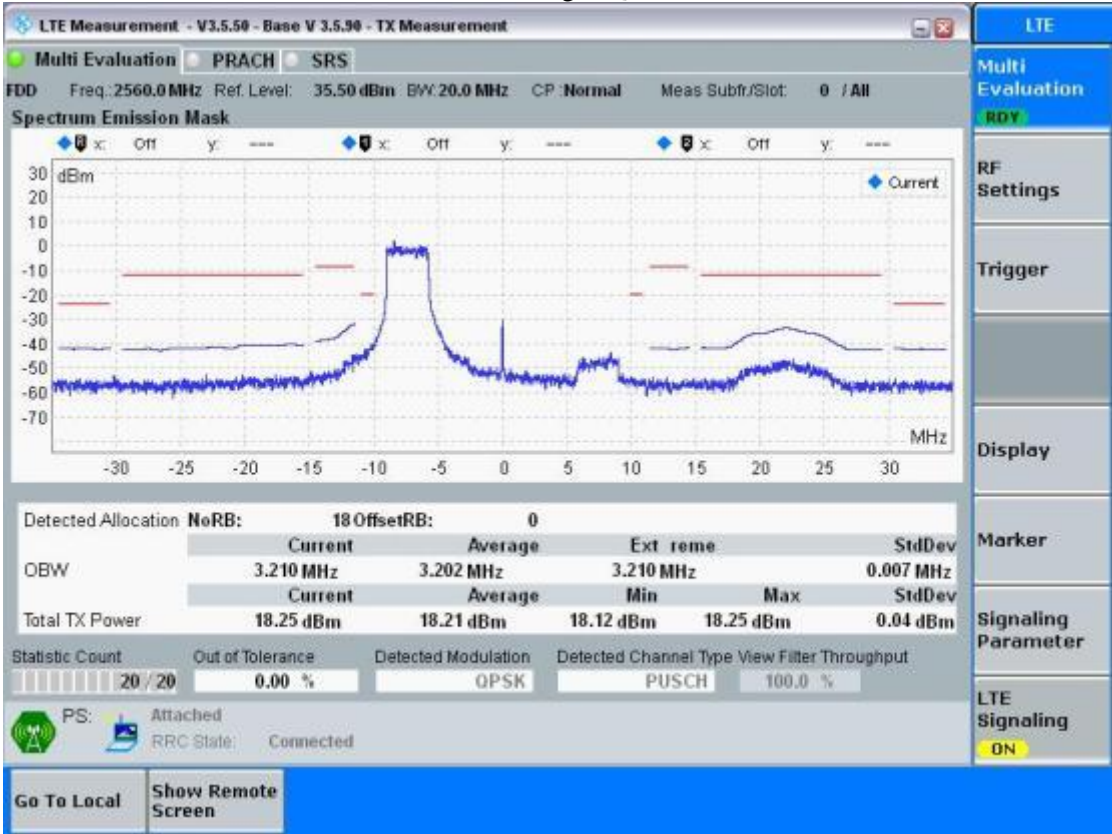 LTE Measurement - V3.5.50 - Base V 3.5.90 - TX Measurement
LTE
Multi Evaluation PRACH SRS
Multi
Evaluation
RDY
FDD Freq.:2560.0 MHz Ref. Level: 35.50 dBm BW:20.0 MHz CP :Normal Meas Subfr./Slot: 0 / All
Spectrum Emission Mask
x: Off y: --- x: Off y: --- x: Off y: ---
30 dBm
Current
20
10
0
-10
-20
-30
-40
-50
-60
-70
MHz
-30 -25 -20 -15 -10 -5 0 5 10 15 20 25 30
RF
Settings
Trigger
Display
Marker
Signaling
Parameter
LTE
Signaling
ON
Detected Allocation NoRB: 18 OffsetRB: 0
Current Average Ext reme StdDev
OBW 3.210 MHz 3.202 MHz 3.210 MHz 0.007 MHz
Current Average Min Max StdDev
Total TX Power 18.25 dBm 18.21 dBm 18.12 dBm 18.25 dBm 0.04 dBm
Statistic Count Out of Tolerance Detected Modulation Detected Channel Type View Filter Throughput
20 / 20 0.00 % QPSK PUSCH 100.0 %
PS: Attached
RRC State: Connected
Go To Local
Show Remote
Screen